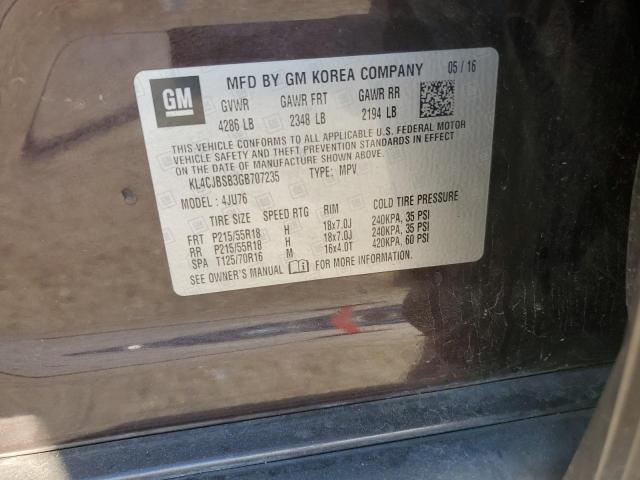 GM MFD BY GM KOREA COMPANY 05 / 16
GVWR GAWR FRT GAWR RR
4286 LB 2348 LB 2194 LB
THIS VEHICLE CONFORMS TO ALL APPLICABLE U.S. FEDERAL MOTOR
VEHICLE SAFETY AND THEFT PREVENTION STANDARDS IN EFFECT
ON THE DATE OF MANUFACTURE SHOWN ABOVE.
KL4CJBSB3GB707235 TYPE: MPV
MODEL: 4JU76
TIRE SIZE SPEED RTG RIM COLD TIRE PRESSURE
FRT P215/55R18 H 18x7.0J 240KPA, 35 PSI
RR P215/55R18 H 18x7.0J 240KPA, 35 PSI
SPA T125/70R16 M 16x4.0T 420KPA, 60 PSI
SEE OWNER'S MANUAL FOR MORE INFORMATION.